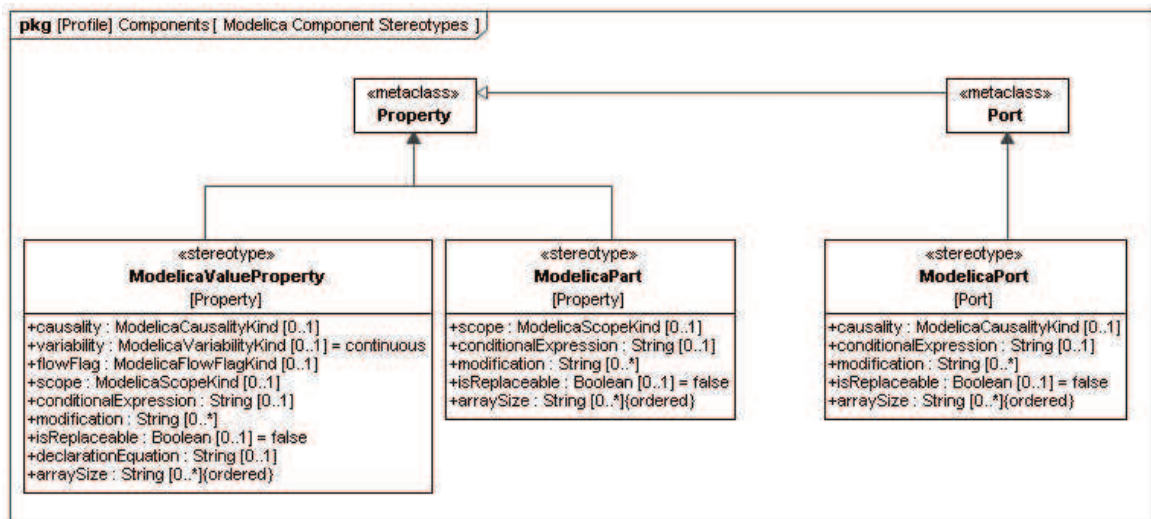 pkg [Profile] Components [ Modelica Component Stereotypes ]
«metaclass»
Property
«metaclass»
Port
«stereotype»
ModelicaValueProperty
[Property]
+causality : ModelicaCausalityKind [0..1]
+variability : ModelicaVariabilityKind [0..1] = continuous
+flowFlag : ModelicaFlowFlagKind [0..1]
+scope : ModelicaScopeKind [0..1]
+conditionalExpression : String [0..1]
+modification : String [0..*]
+isReplaceable : Boolean [0..1] = false
+declarationEquation : String [0..1]
+arraySize : String [0..*]{ordered}
«stereotype»
ModelicaPart
[Property]
+scope : ModelicaScopeKind [0..1]
+conditionalExpression : String [0..1]
+modification : String [0..*]
+isReplaceable : Boolean [0..1] = false
+arraySize : String [0..*]{ordered}
«stereotype»
ModelicaPort
[Port]
+causality : ModelicaCausalityKind [0..1]
+conditionalExpression : String [0..1]
+modification : String [0..*]
+isReplaceable : Boolean [0..1] = false
+arraySize : String [0..*]{ordered}